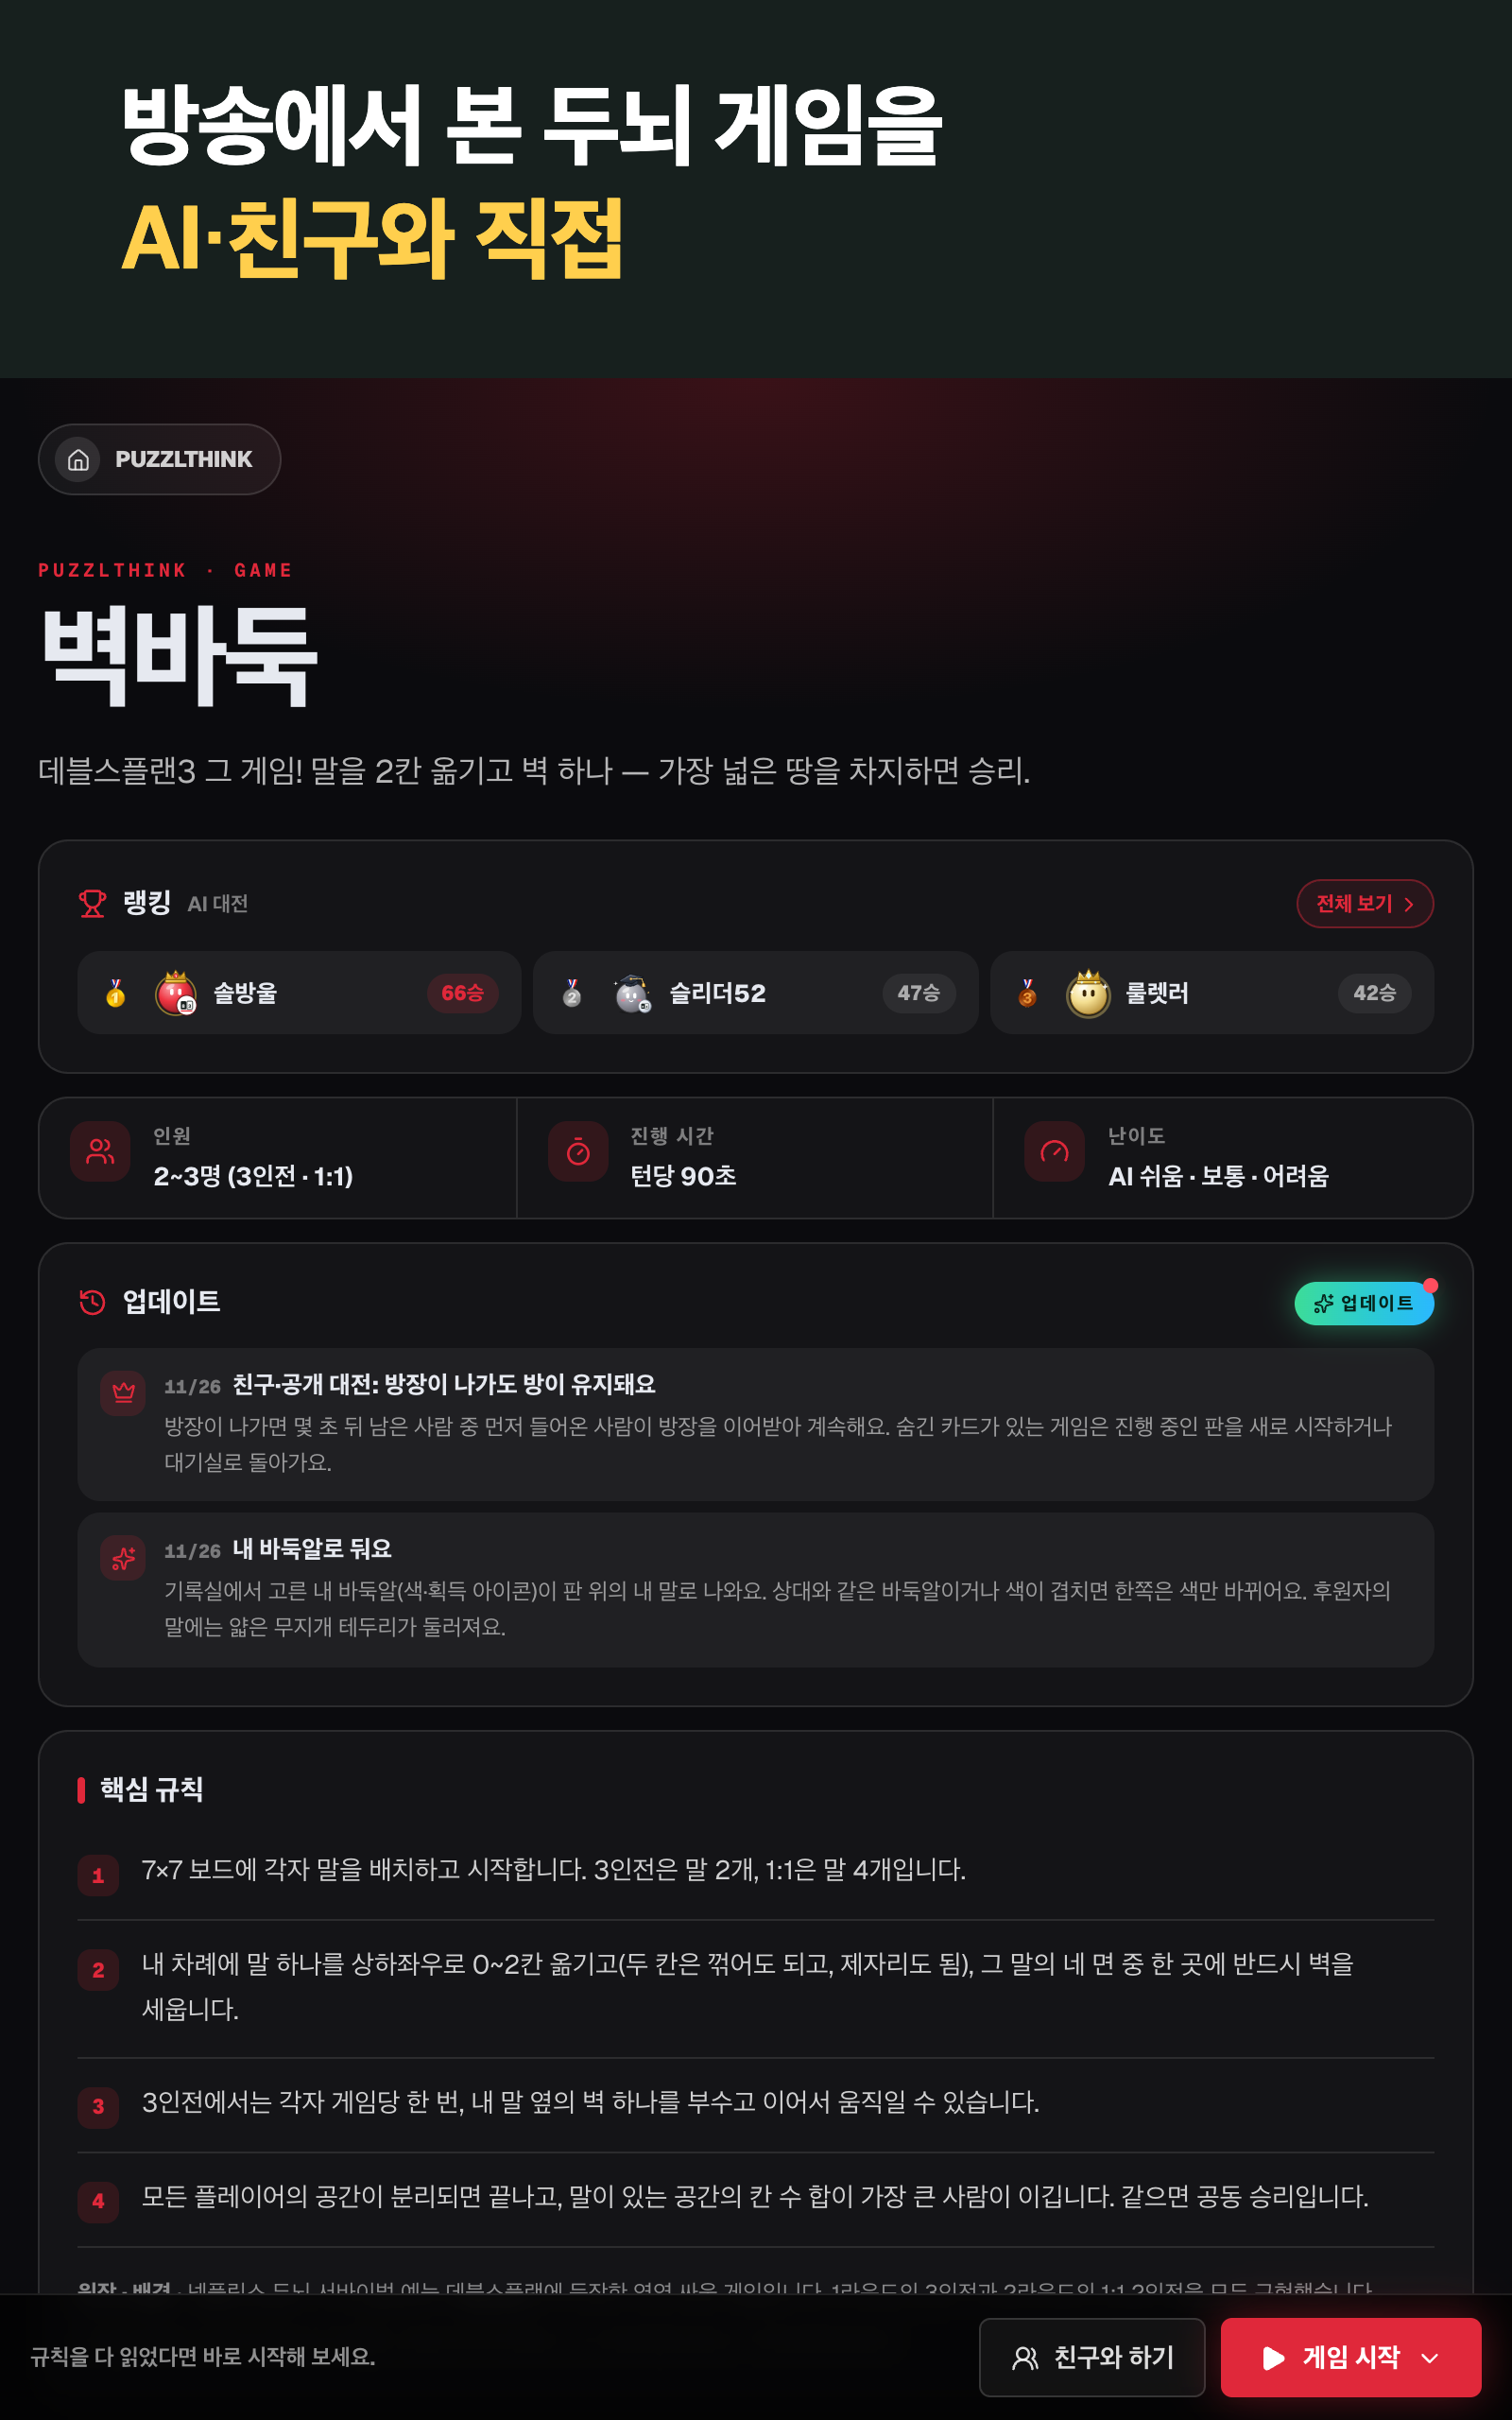 방송에서 본 두뇌 게임을
AI·친구와 직접
PUZZLTHINK
PUZZLTHINK · GAME
벽바둑
데블스플랜3 그 게임! 말을 2칸 옮기고 벽 하나 — 가장 넓은 땅을 차지하면 승리.
랭킹 AI 대전
전체 보기
1 솔방울 66승
2 슬리더52 47승
3 룰렛러 42승
인원
2~3명 (3인전 · 1:1)
진행 시간
턴당 90초
난이도
AI 쉬움 · 보통 · 어려움
업데이트
업데이트
11/26 친구·공개 대전: 방장이 나가도 방이 유지돼요
방장이 나가면 몇 초 뒤 남은 사람 중 먼저 들어온 사람이 방장을 이어받아 계속해요. 숨긴 카드가 있는 게임은 진행 중인 판을 새로 시작하거나
대기실로 돌아가요.
11/26 내 바둑알로 둬요
기록실에서 고른 내 바둑알(색·획득 아이콘)이 판 위의 내 말로 나와요. 상대와 같은 바둑알이거나 색이 겹치면 한쪽은 색만 바뀌어요. 후원자의
말에는 얇은 무지개 테두리가 둘러져요.
핵심 규칙
1 7×7 보드에 각자 말을 배치하고 시작합니다. 3인전은 말 2개, 1:1은 말 4개입니다.
2 내 차례에 말 하나를 상하좌우로 0~2칸 옮기고(두 칸은 꺾어도 되고, 제자리도 됨), 그 말의 네 면 중 한 곳에 반드시 벽을
세웁니다.
3 3인전에서는 각자 게임당 한 번, 내 말 옆의 벽 하나를 부수고 이어서 움직일 수 있습니다.
4 모든 플레이어의 공간이 분리되면 끝나고, 말이 있는 공간의 칸 수 합이 가장 큰 사람이 이깁니다. 같으면 공동 승리입니다.
규칙을 다 읽었다면 바로 시작해 보세요.
친구와 하기
게임 시작